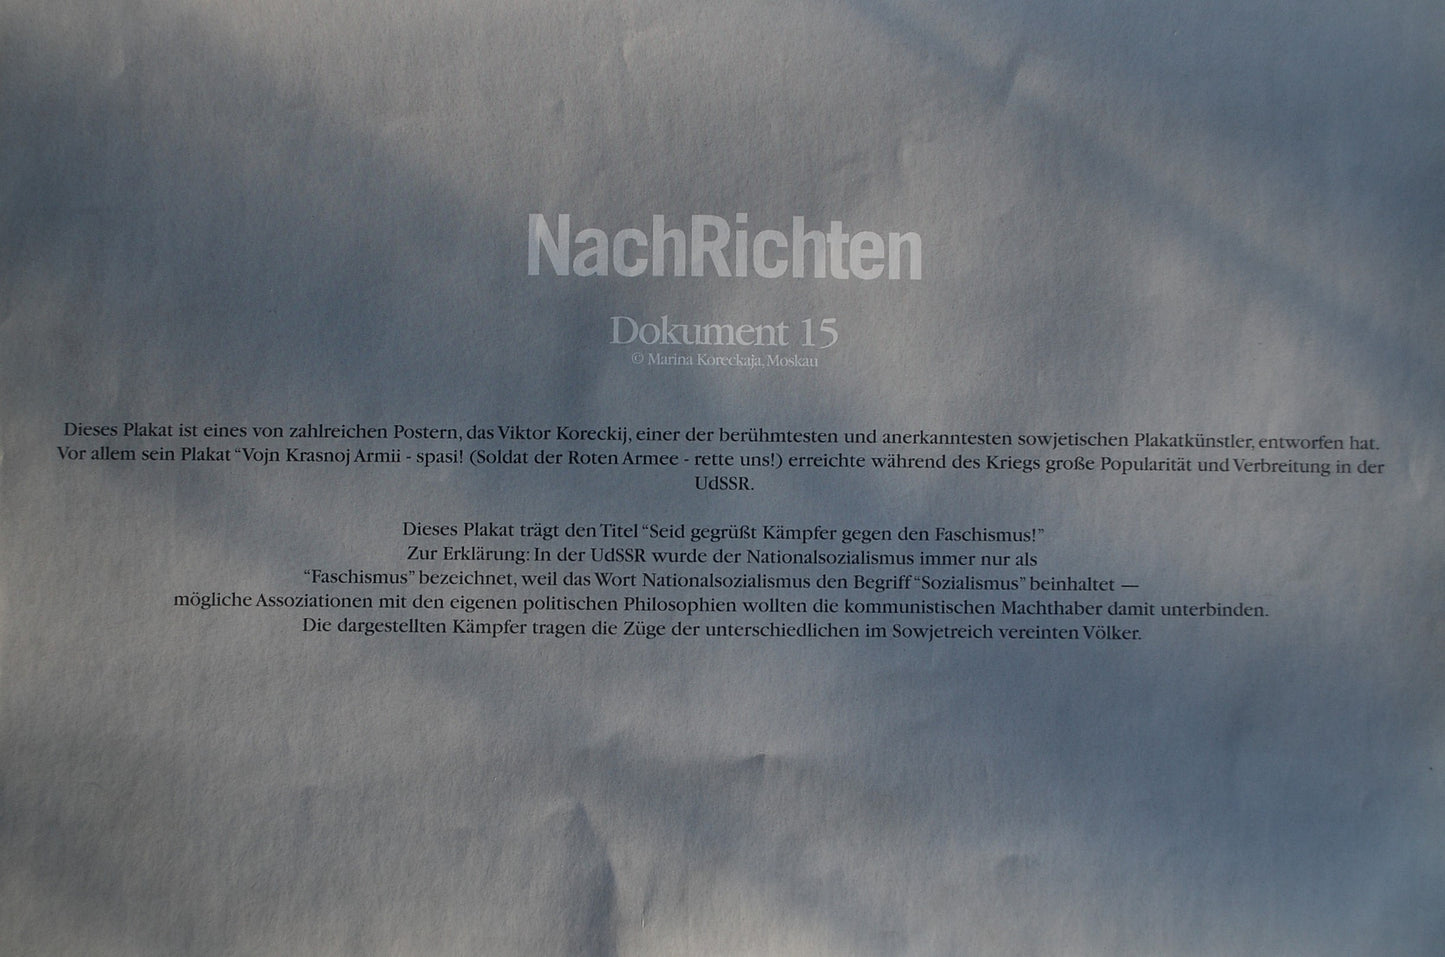 NachRichten
Dokument 15
© Marina Koreckaja, Moskau
Dieses Plakat ist eines von zahlreichen Postern, das Viktor Koreckij, einer der berühmtesten und anerkanntesten sowjetischen Plakatkünstler, entworfen hat.
Vor allem sein Plakat “Vojn Krasnoj Armii - spasi! (Soldat der Roten Armee - rette uns!) erreichte während des Kriegs große Popularität und Verbreitung in der
UdSSR.
Dieses Plakat trägt den Titel “Seid gegrüßt Kämpfer gegen den Faschismus!”
Zur Erklärung: In der UdSSR wurde der Nationalsozialismus immer nur als
“Faschismus” bezeichnet, weil das Wort Nationalsozialismus den Begriff “Sozialismus” beinhaltet —
mögliche Assoziationen mit den eigenen politischen Philosophien wollten die kommunistischen Machthaber damit unterbinden.
Die dargestellten Kämpfer tragen die Züge der unterschiedlichen im Sowjetreich vereinten Völker.